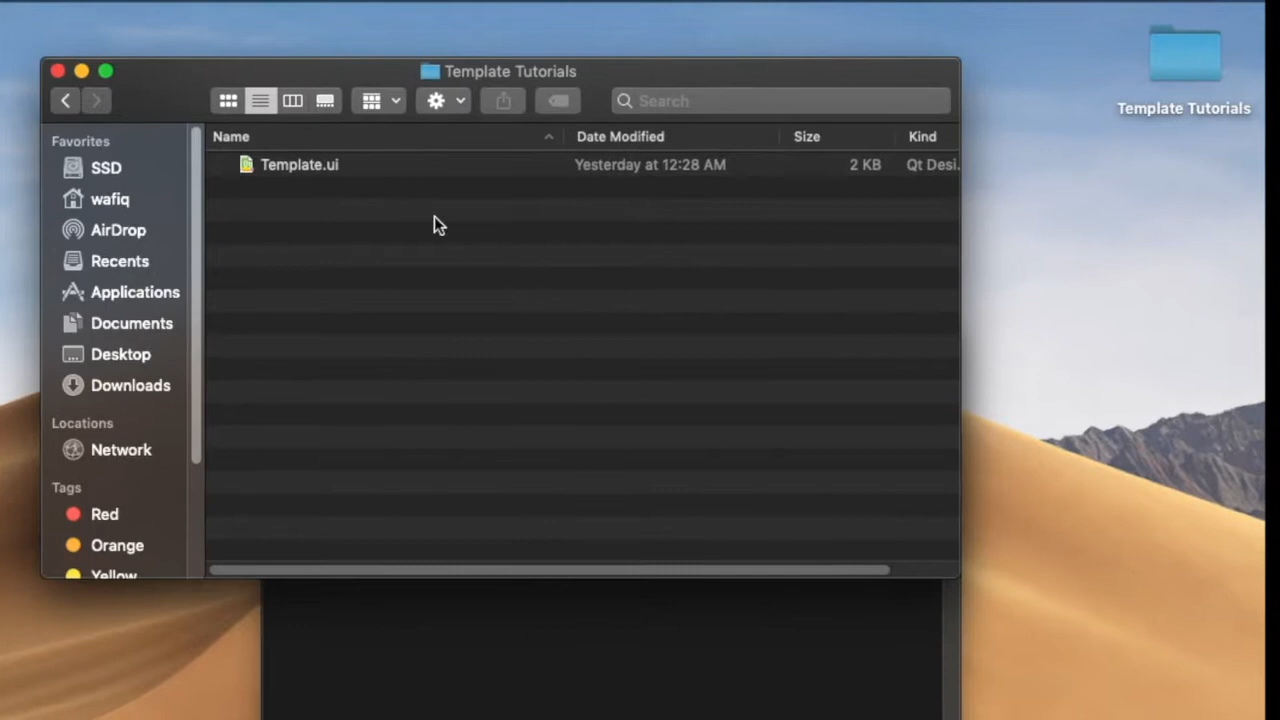 Template Tutorials
Search
Template Tutorials
Favorites
SSD
wafiq
AirDrop
Recents
Applications
Documents
Desktop
Downloads
Locations
Network
Tags
Red
Orange
Yellow
Name Date Modified Size Kind
Template.ui Yesterday at 12:28 AM 2 KB Qt Desi.